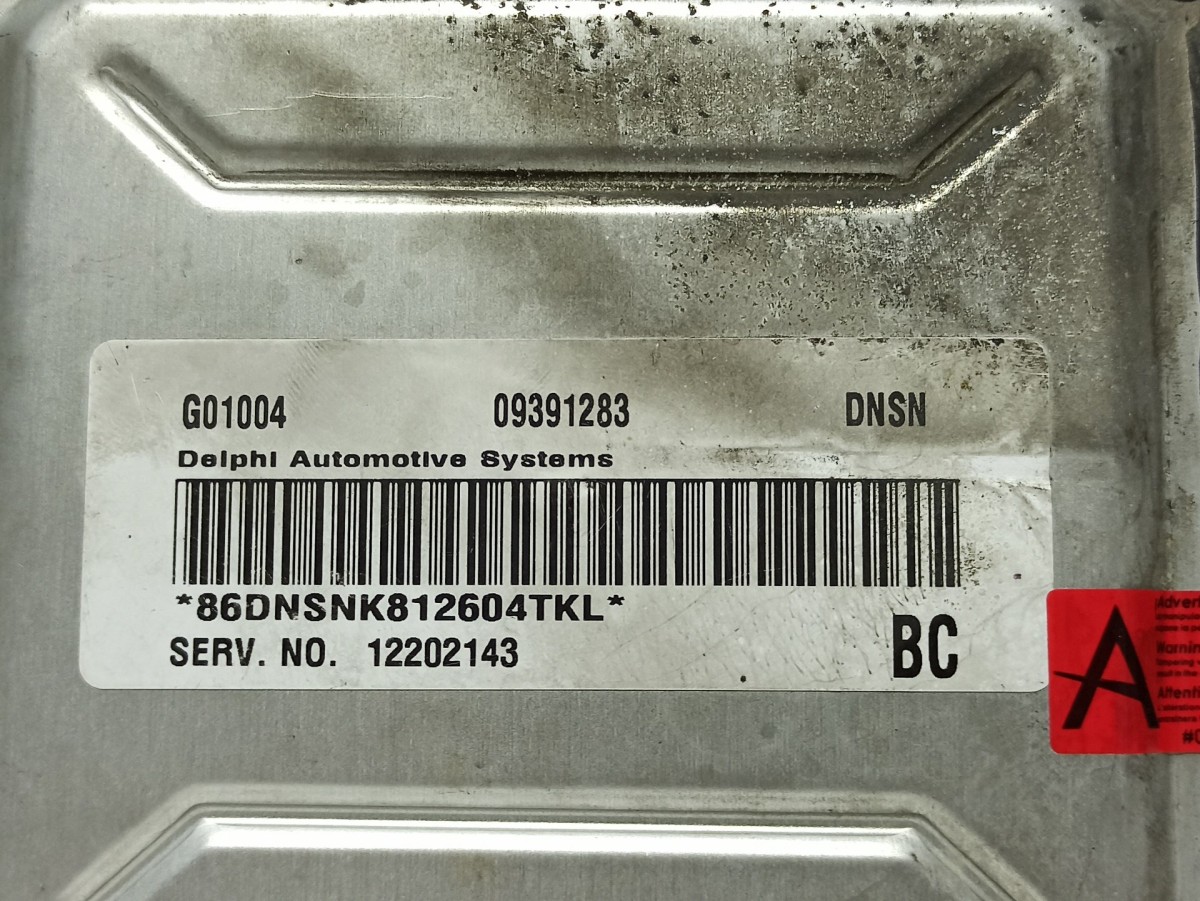 G01004 09391283 DNSN
Delphi Automotive Systems
*86DNSNK812604TKL*
SERV. NO. 12202143 BC
A